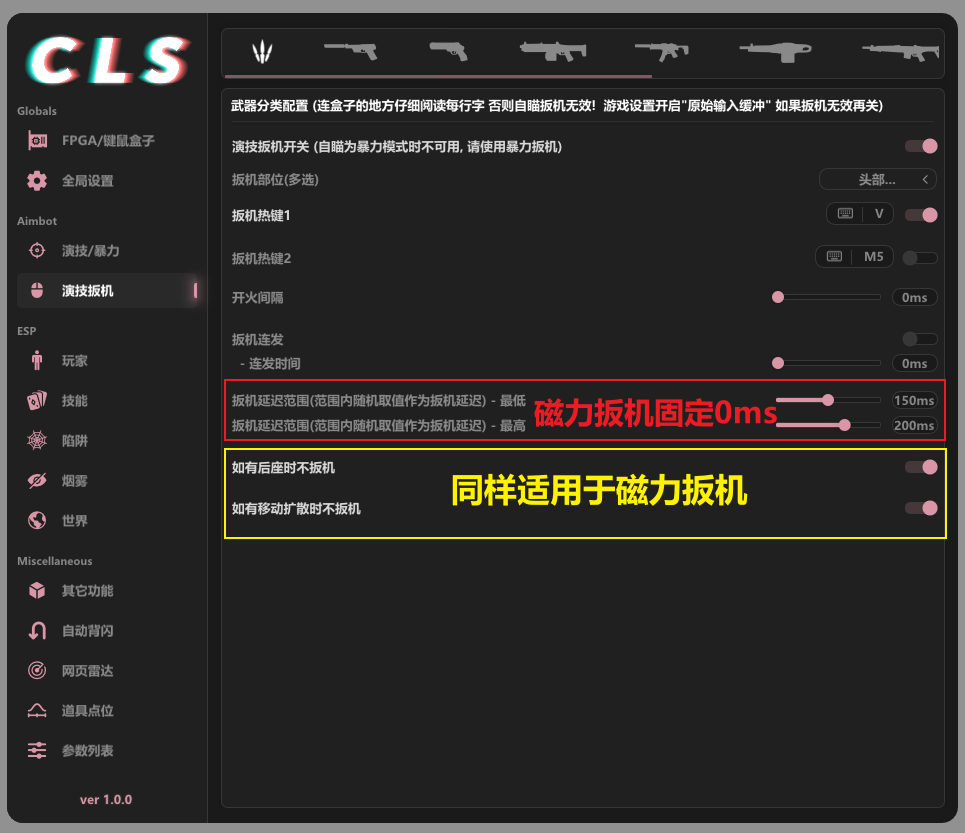 CLS
Globals
FPGA/键鼠盒子
全局设置
Aimbot
演技/暴力
演技扳机
ESP
玩家
技能
陷阱
烟雾
世界
Miscellaneous
其它功能
自动背闪
网页雷达
道具点位
参数列表
ver 1.0.0
武器分类配置 (连盒子的地方仔细阅读每行字 否则自瞄扳机无效！游戏设置开启"原始输入缓冲" 如果扳机无效再关)
演技扳机开关 (自瞄为暴力模式时不可用, 请使用暴力扳机)
扳机部位(多选)
头部...
扳机热键1
V
扳机热键2
M5
开火间隔
0ms
扳机连发
- 连发时间
0ms
扳机延迟范围(范围内随机取值作为扳机延迟) - 最低
150ms
扳机延迟范围(范围内随机取值作为扳机延迟) - 最高
200ms
磁力扳机固定0ms
如有后座时不扳机
同样适用于磁力扳机
如有移动扩散时不扳机